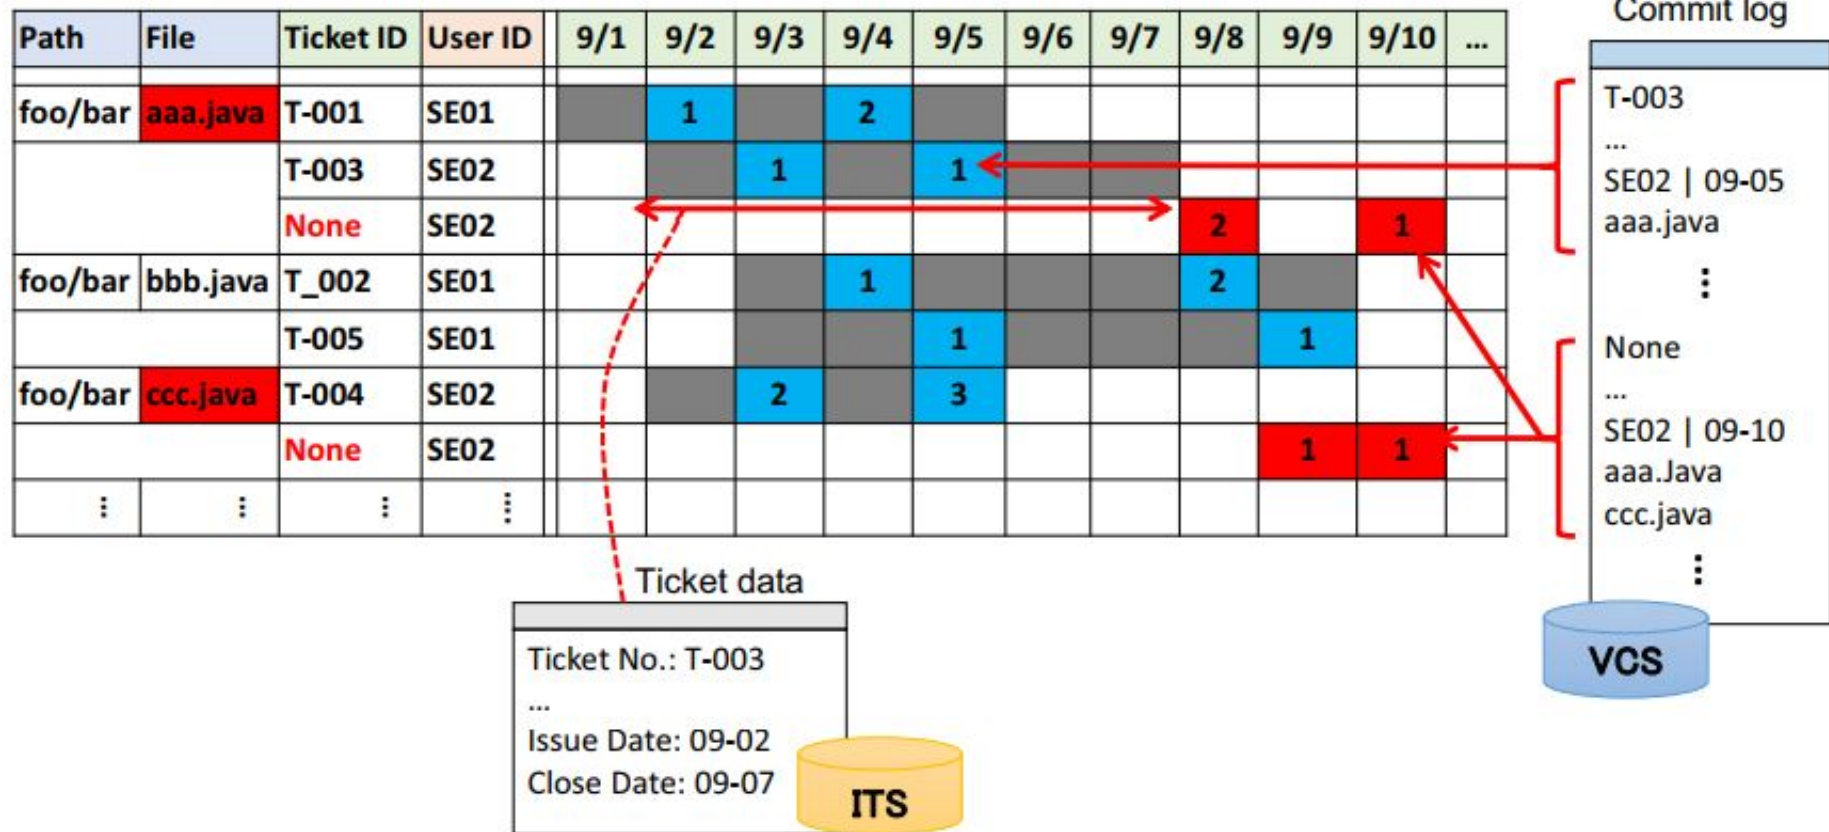 Commit log
Path File Ticket ID User ID 9/1 9/2 9/3 9/4 9/5 9/6 9/7 9/8 9/9 9/10 ...
foo/bar aaa.java T-001 SE01 1 2
T-003 SE02 1 1
None SE02 2 1
foo/bar bbb.java T_002 SE01 1 2
T-005 SE01 1 1
foo/bar ccc.java T-004 SE02 2 3
None SE02 1 1
⋮ ⋮ ⋮ ⋮
T-003
...
SE02 | 09-05
aaa.java
⋮
None
...
SE02 | 09-10
aaa.Java
ccc.java
⋮
VCS
Ticket data
Ticket No.: T-003
...
Issue Date: 09-02
Close Date: 09-07
ITS